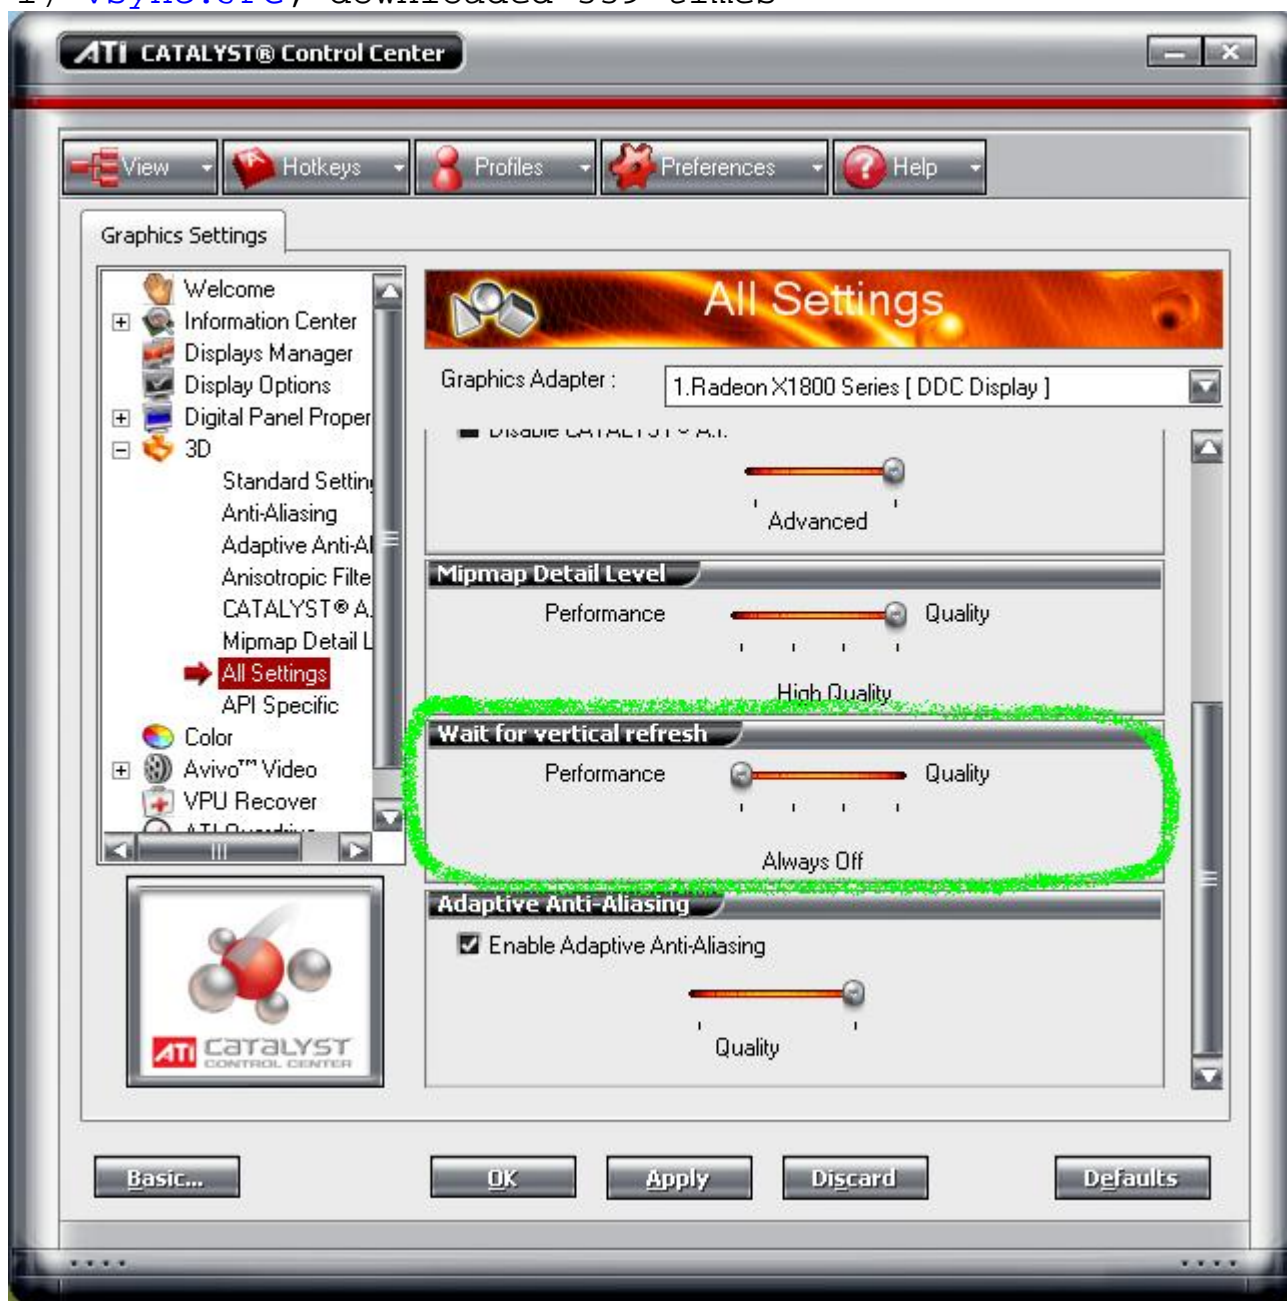 ATI CATALYST® Control Center
View
Hotkeys
Profiles
Preferences
Help
Graphics Settings
Welcome
Information Center
Displays Manager
Display Options
Digital Panel Proper
3D
Standard Setting
Anti-Aliasing
Adaptive Anti-Al
Anisotropic Filte
CATALYST® A.
Mipmap Detail L
All Settings
API Specific
Color
Avivo™ Video
VPU Recover
ATI CATALYST
CONTROL CENTER
All Settings
Graphics Adapter :
1.Radeon X1800 Series [ DDC Display ]
Disable CATALYST® A.I.
Advanced
Mipmap Detail Level
Performance
Quality
High Quality
Wait for vertical refresh
Performance
Quality
Always Off
Adaptive Anti-Aliasing
Enable Adaptive Anti-Aliasing
Quality
Basic...
OK
Apply
Discard
Defaults